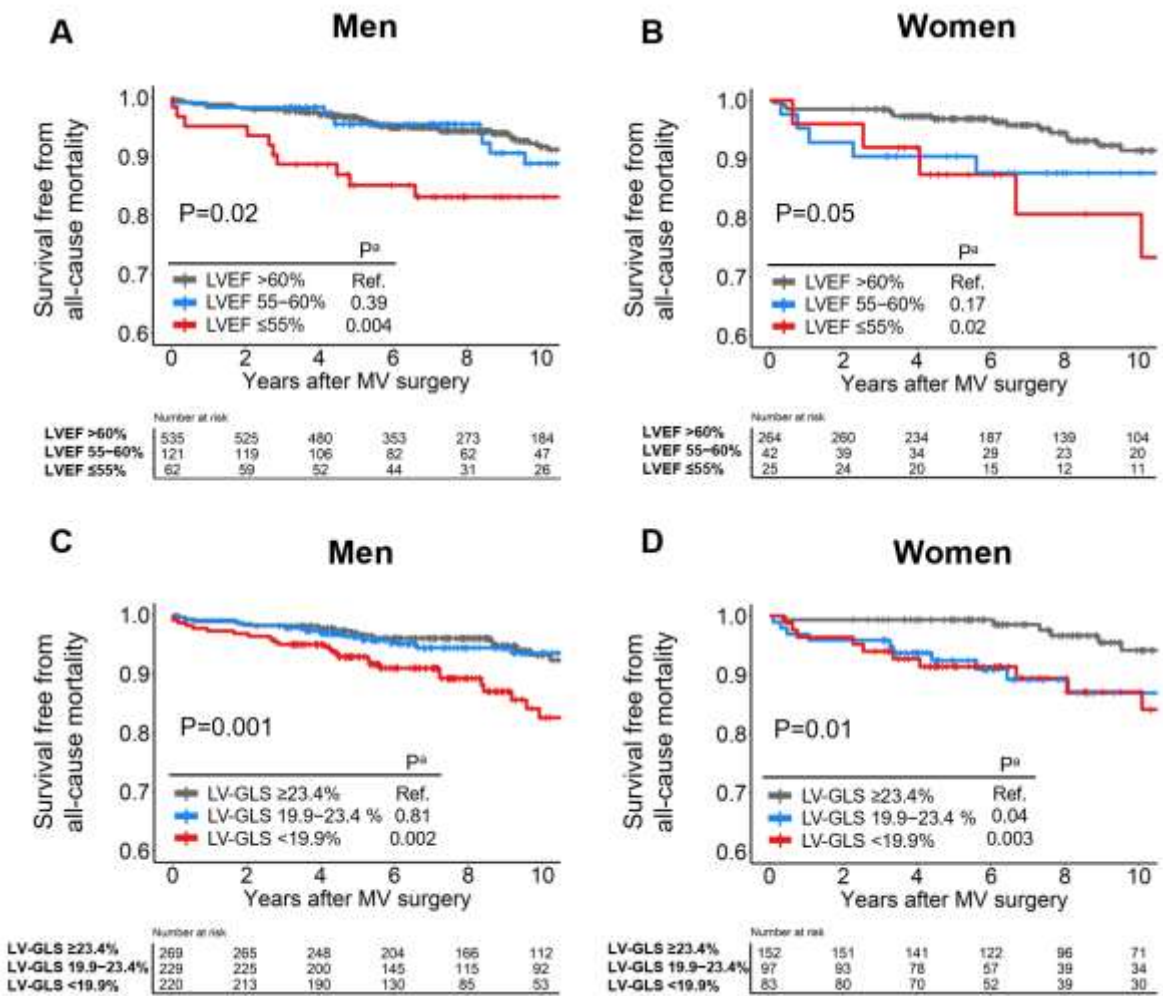 A
Men
Survival free from
all-cause mortality
1.0
0.9
0.8
0.7
0.6
P=0.02
Pa
LVEF >60% Ref.
LVEF 55−60% 0.39
LVEF ≤55% 0.004
0 2 4 6 8 10
Years after MV surgery
Number at risk
LVEF >60% 535 525 480 353 273 184
LVEF 55−60% 121 119 106 82 62 47
LVEF ≤55% 62 59 52 44 31 26
B
Women
Survival free from
all-cause mortality
1.0
0.9
0.8
0.7
0.6
P=0.05
Pa
LVEF >60% Ref.
LVEF 55−60% 0.17
LVEF ≤55% 0.02
0 2 4 6 8 10
Years after MV surgery
Number at risk
LVEF >60% 264 260 234 187 139 104
LVEF 55−60% 42 39 34 29 23 20
LVEF ≤55% 25 24 20 15 12 11
C
Men
Survival free from
all-cause mortality
1.0
0.9
0.8
0.7
0.6
P=0.001
Pa
LV-GLS ≥23.4% Ref.
LV-GLS 19.9−23.4 % 0.81
LV-GLS <19.9% 0.002
0 2 4 6 8 10
Years after MV surgery
Number at risk
LV-GLS ≥23.4% 269 265 248 204 166 112
LV-GLS 19.9−23.4% 229 225 200 145 115 92
LV-GLS <19.9% 220 213 190 130 85 53
D
Women
Survival free from
all-cause mortality
1.0
0.9
0.8
0.7
0.6
P=0.01
Pa
LV-GLS ≥23.4% Ref.
LV-GLS 19.9−23.4 % 0.04
LV-GLS <19.9% 0.003
0 2 4 6 8 10
Years after MV surgery
Number at risk
LV-GLS ≥23.4% 152 151 141 122 96 71
LV-GLS 19.9−23.4% 97 93 78 57 39 34
LV-GLS <19.9% 83 80 70 52 39 30